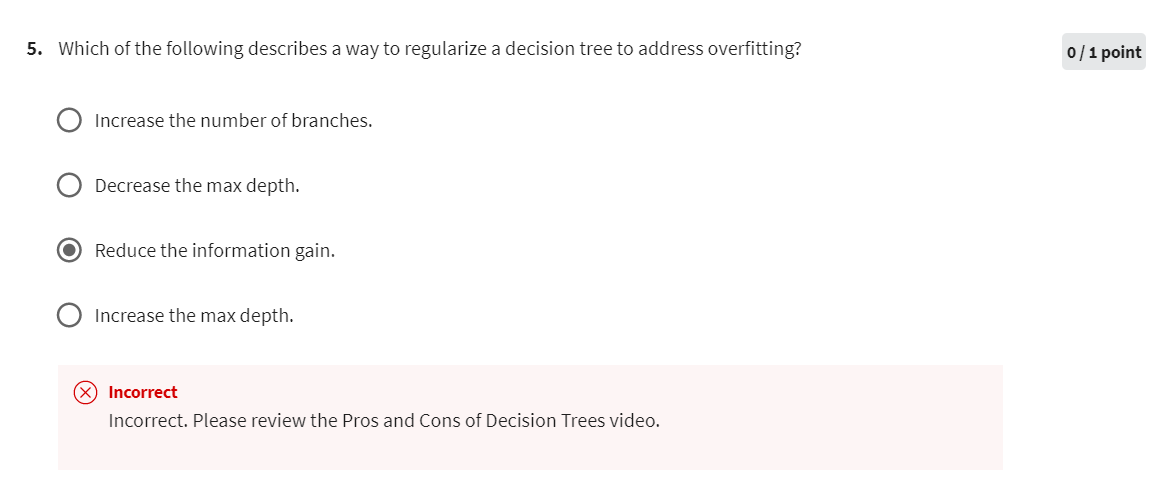 5. Which of the following describes a way to regularize a decision tree to address overfitting?
0 / 1 point
Increase the number of branches.
Decrease the max depth.
Reduce the information gain.
Increase the max depth.
Incorrect
Incorrect. Please review the Pros and Cons of Decision Trees video.